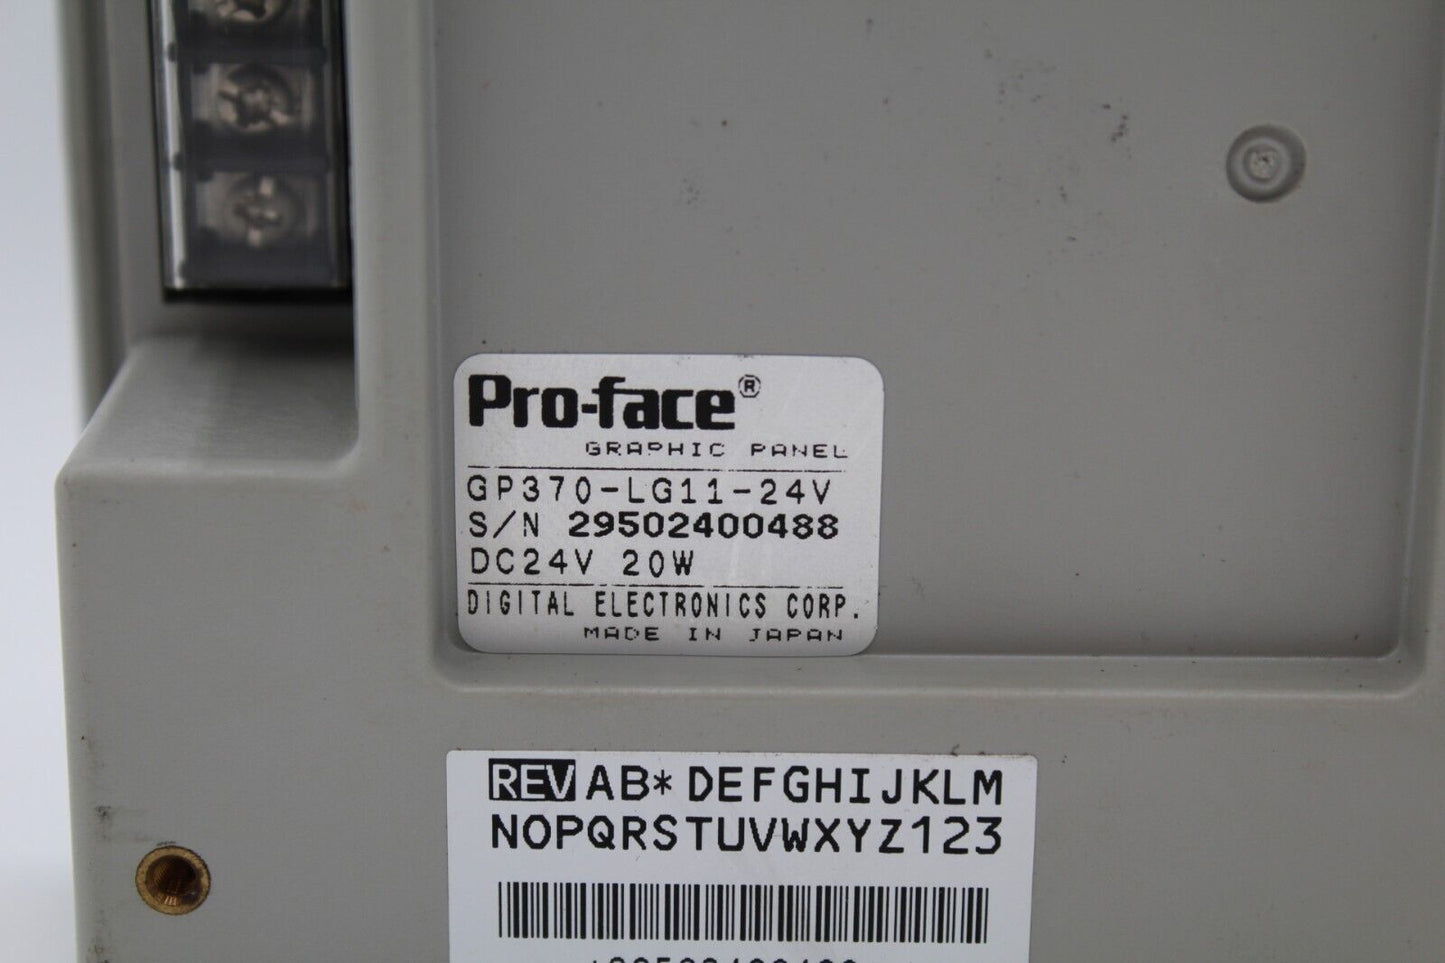 Pro-face®
GRAPHIC PANEL
GP370-LG11-24V
S/N 29502400488
DC24V 20W
DIGITAL ELECTRONICS CORP.
MADE IN JAPAN
REV AB* DEFGHIJKLM
NOPQRSTUVWXYZ123